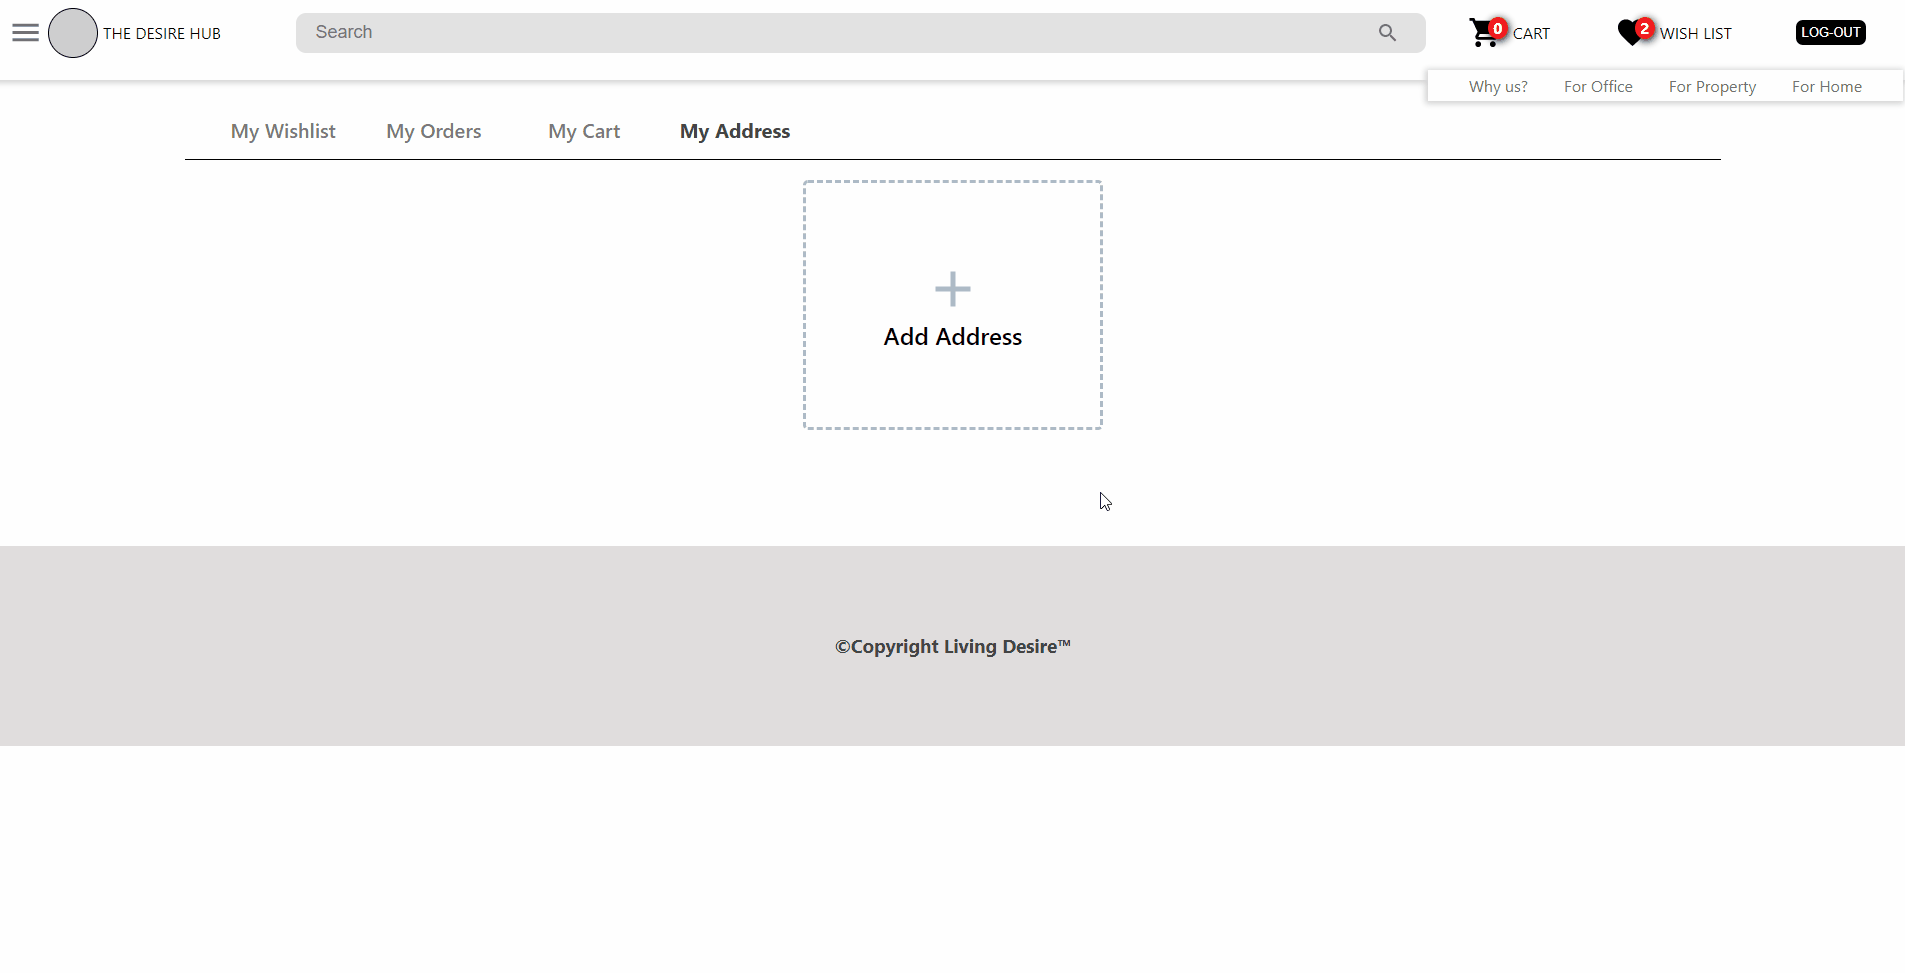 THE DESIRE HUB
Search
0 CART
2 WISH LIST
LOG-OUT
Why us? For Office For Property For Home
My Wishlist My Orders My Cart My Address
Add Address
©Copyright Living Desire™